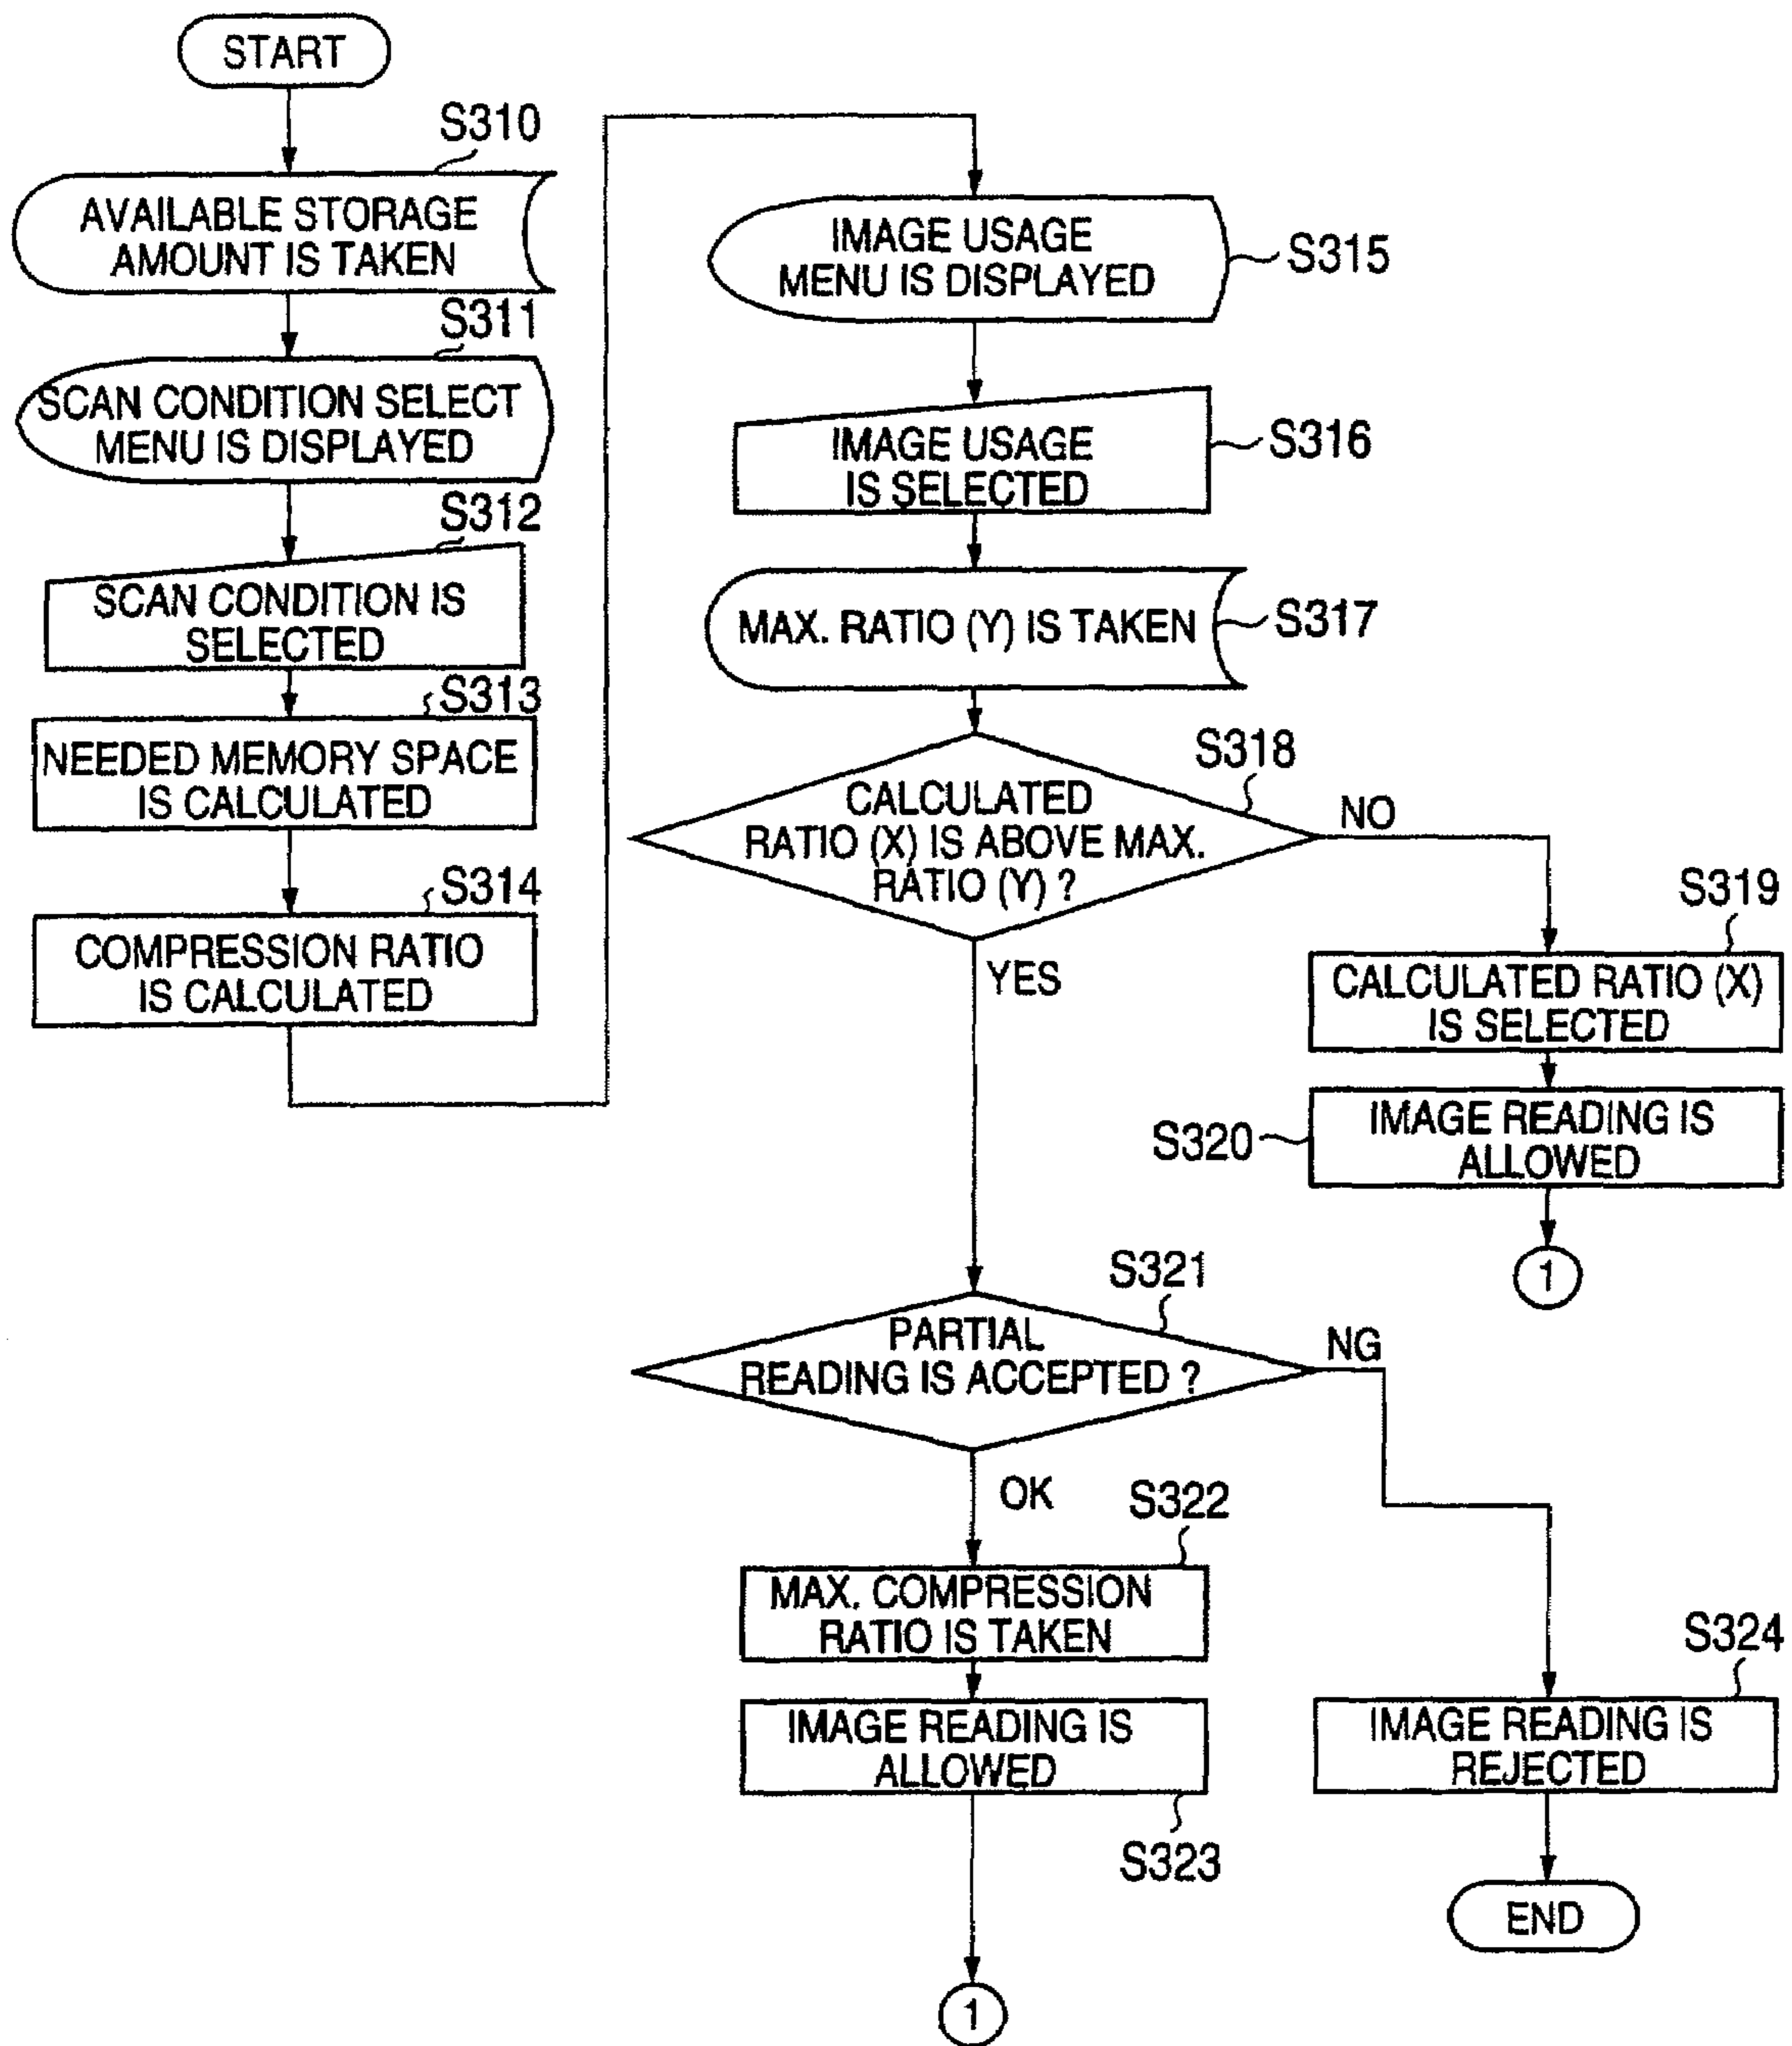 START
S310
AVAILABLE STORAGE
AMOUNT IS TAKEN
S311
SCAN CONDITION SELECT
MENU IS DISPLAYED
S312
SCAN CONDITION IS
SELECTED
S313
NEEDED MEMORY SPACE
IS CALCULATED
S314
COMPRESSION RATIO
IS CALCULATED
IMAGE USAGE
MENU IS DISPLAYED
S315
IMAGE USAGE
IS SELECTED
S316
MAX. RATIO (Y) IS TAKEN
S317
S318
CALCULATED
RATIO (X) IS ABOVE MAX.
RATIO (Y) ?
NO
YES
S319
CALCULATED RATIO (X)
IS SELECTED
S320
IMAGE READING IS
ALLOWED
1
S321
PARTIAL
READING IS ACCEPTED ?
NG
OK
S322
MAX. COMPRESSION
RATIO IS TAKEN
IMAGE READING IS
ALLOWED
S323
1
S324
IMAGE READING IS
REJECTED
END